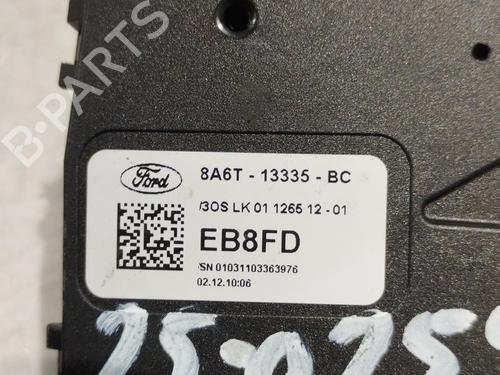 B-PARTS
Ford
8A6T - 13335 - BC
/3OS LK 01 1265 12 - 01
EB8FD
/SN 01031103363976
02.12.10:06